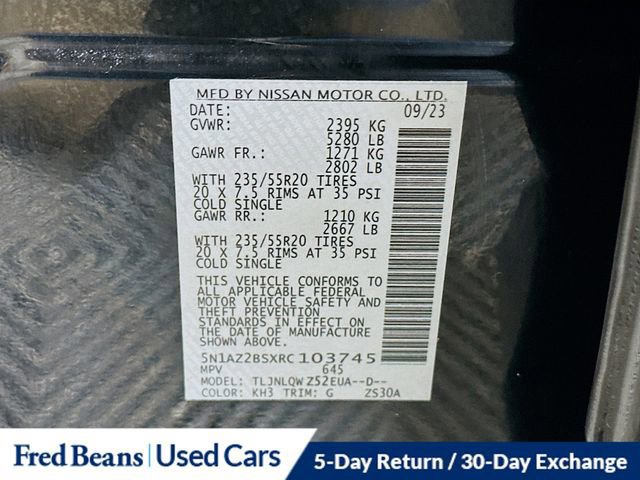 MFD BY NISSAN MOTOR CO., LTD.
DATE: 09/23
GVWR: 2395 KG
5280 LB
GAWR FR.: 1271 KG
2802 LB
WITH 235/55R20 TIRES
20 X 7.5 RIMS AT 35 PSI
COLD SINGLE
GAWR RR.: 1210 KG
2667 LB
WITH 235/55R20 TIRES
20 X 7.5 RIMS AT 35 PSI
COLD SINGLE
THIS VEHICLE CONFORMS TO
ALL APPLICABLE FEDERAL
MOTOR VEHICLE SAFETY AND
THEFT PREVENTION
STANDARDS IN EFFECT ON
THE DATE OF MANUFACTURE
SHOWN ABOVE.
5N1AZ2BSXRC103745
MPV 645
MODEL: TLJNLQWZ52EUA--D--
COLOR: KH3 TRIM: G ZS30A
Fred Beans | Used Cars
5-Day Return / 30-Day Exchange